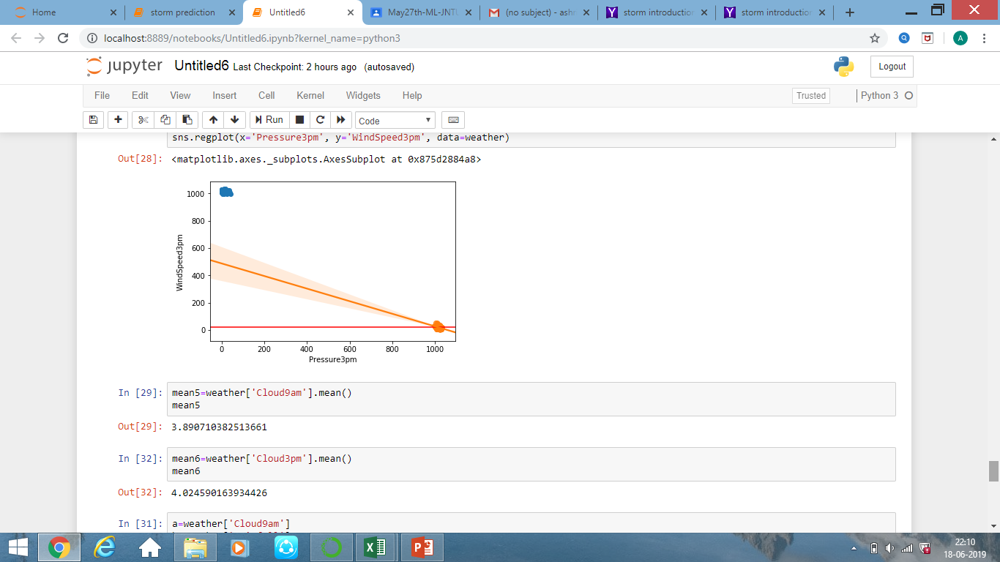 Home
storm prediction
Untitled6
May27th-ML-JNTU
(no subject) - ashr
storm introduction
storm introduction
localhost:8889/notebooks/Untitled6.ipynb?kernel_name=python3
A
jupyter Untitled6 Last Checkpoint: 2 hours ago (autosaved)
Logout
File Edit View Insert Cell Kernel Widgets Help
Trusted
Python 3
Run
Code
sns.regplot(x='Pressure3pm', y='WindSpeed3pm', data=weather)
Out[28]: <matplotlib.axes._subplots.AxesSubplot at 0x875d2884a8>
1000
800
600
400
200
0
WindSpeed3pm
0 200 400 600 800 1000
Pressure3pm
In [29]: mean5=weather['Cloud9am'].mean()
mean5
Out[29]: 3.890710382513661
In [32]: mean6=weather['Cloud3pm'].mean()
mean6
Out[32]: 4.024590163934426
In [31]: a=weather['Cloud9am']
22:10
18-06-2019